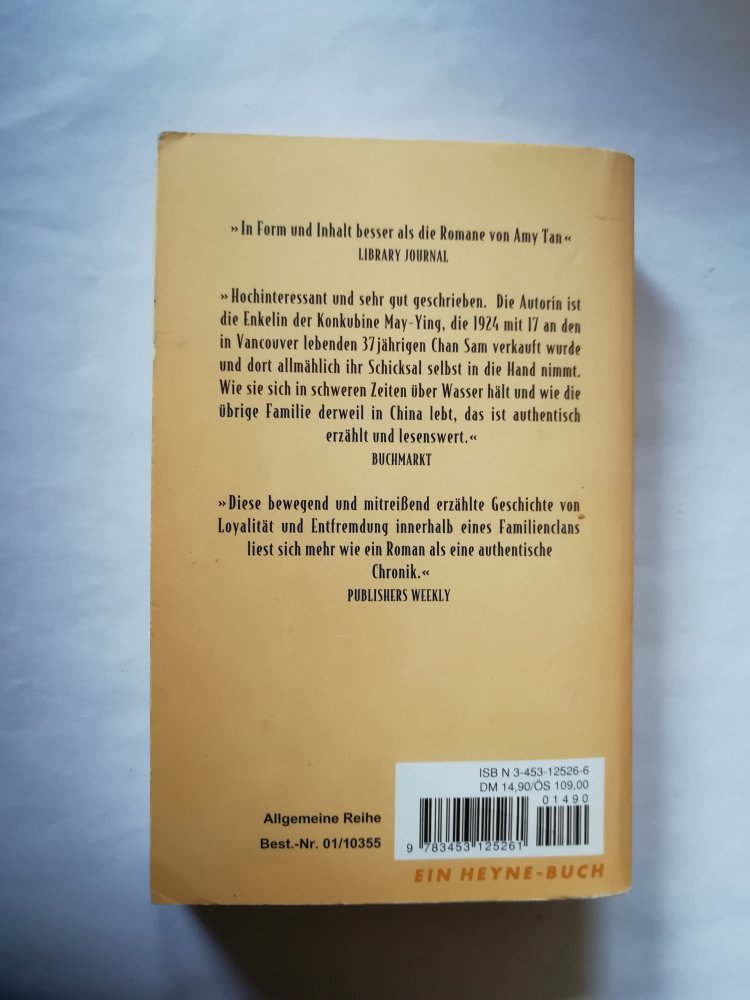 »In Form und Inhalt besser als die Romane von Amy Tan«
LIBRARY JOURNAL
»Hochinteressant und sehr gut geschrieben. Die Autorin ist
die Enkelin der Konkubine May-Ying, die 1924 mit 17 an den
in Vancouver lebenden 37jährigen Chan Sam verkauft wurde
und dort allmählich ihr Schicksal selbst in die Hand nimmt.
Wie sie sich in schweren Zeiten über Wasser hält und wie die
übrige Familie derweil in China lebt, das ist authentisch
erzählt und lesenswert.«
BUCHMARKT
»Diese bewegend und mitreißend erzählte Geschichte von
Loyalität und Entfremdung innerhalb eines Familienclans
liest sich mehr wie ein Roman als eine authentische
Chronik.«
PUBLISHERS WEEKLY
ISBN 3-453-12526-6
DM 14,90/ÖS 109,00
01490
9 783453 125261
Allgemeine Reihe
Best.-Nr. 01/10355
EIN HEYNE-BUCH